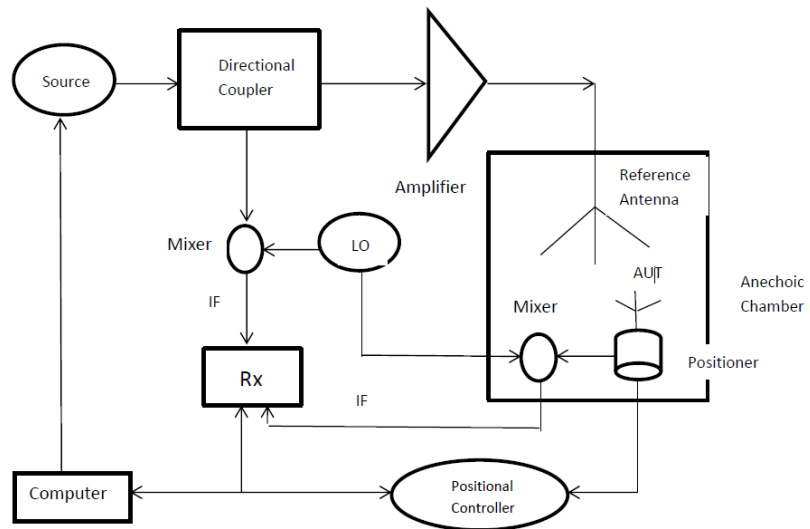 Source
Directional
Coupler
Amplifier
Reference
Antenna
Mixer
LO
AUT
Anechoic
Chamber
IF
Mixer
Positioner
Rx
IF
Computer
Positional
Controller